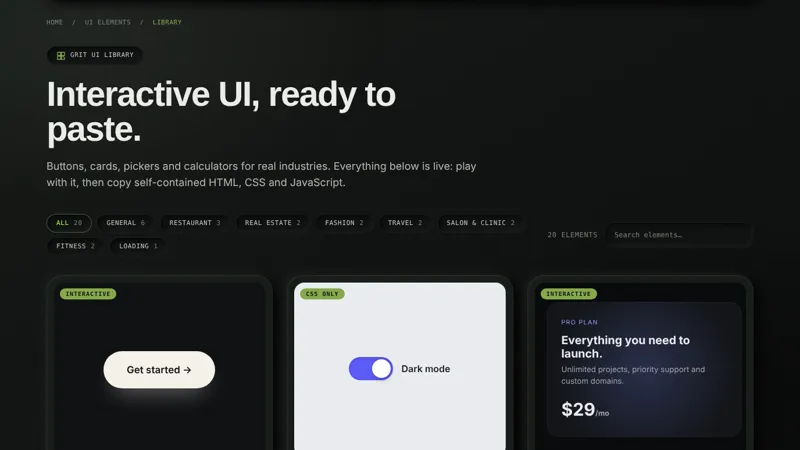 HOME / UI ELEMENTS / LIBRARY
GRIT UI LIBRARY
Interactive UI, ready to
paste.
Buttons, cards, pickers and calculators for real industries. Everything below is live: play
with it, then copy self-contained HTML, CSS and JavaScript.
ALL 20
GENERAL 6
RESTAURANT 3
REAL ESTATE 2
FASHION 2
TRAVEL 2
SALON & CLINIC 2
FITNESS 2
LOADING 1
20 ELEMENTS
Search elements…
INTERACTIVE
Get started →
CSS ONLY
Dark mode
INTERACTIVE
PRO PLAN
Everything you need to
launch.
Unlimited projects, priority support and
custom domains.
$29/mo